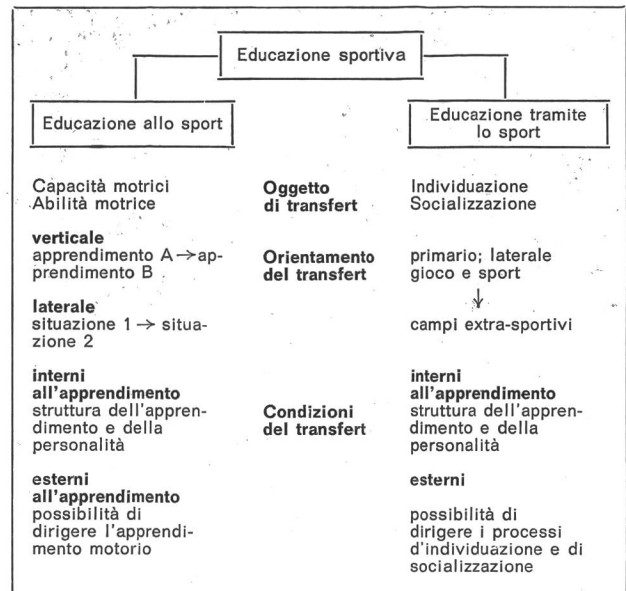 Educazione sportiva
Educazione allo sport
Educazione tramite
lo sport
Capacità motrici
Abilità motrice
Oggetto
di transfert
Individuazione
Socializzazione
verticale
apprendimento A → ap-
prendimento B
Orientamento
del transfert
primario; laterale
gioco e sport
↓
campi extra-sportivi
laterale
situazione 1 → situa-
zione 2
interni
all'apprendimento
struttura dell'appren-
dimento e della
personalità
Condizioni
del transfert
interni
all'apprendimento
struttura dell'appren-
dimento e della
personalità
esterni
all'apprendimento
possibilità di
dirigere l'apprendi-
mento motorio
esterni
possibilità di
dirigere i processi
d'individuazione e di
socializzazione